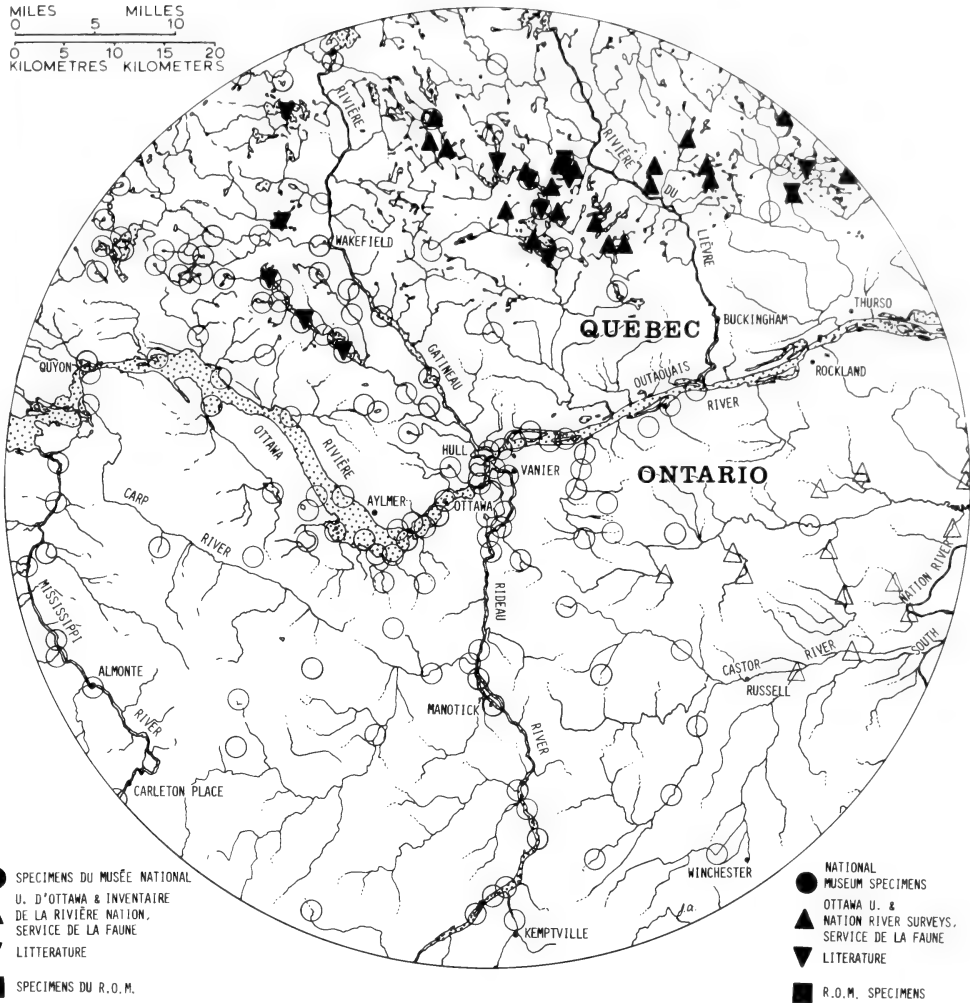 MILES MILLES
0 5 10
0 5 10 15 20
KILOMETRES KILOMETERS
RIVIÈRE
RIVIÈRE
DU
LIÈVRE
WAKEFIELD
THURSO
BUCKINGHAM
QUÉBEC
GATINEAU
OUTAOUAIS
ROCKLAND
QUYON
RIVER
OTTAWA
RIVIÈRE
HULL
VANIER
ONTARIO
CARP
AYLMER
OTTAWA
RIVER
NATION RIVER
MISSISSIPPI
RIDEAU
SOUTH
CASTOR
RIVER
ALMONTE
RUSSELL
MANOTICK
RIVER
RIVER
CARLETON PLACE
WINCHESTER
J.A.
KEMPTVILLE
SPECIMENS DU MUSÉE NATIONAL
U. D'OTTAWA & INVENTAIRE
DE LA RIVIÈRE NATION,
SERVICE DE LA FAUNE
LITTERATURE
SPECIMENS DU R.O.M.
NATIONAL
MUSEUM SPECIMENS
OTTAWA U. &
NATION RIVER SURVEYS,
SERVICE DE LA FAUNE
LITERATURE
R.O.M. SPECIMENS